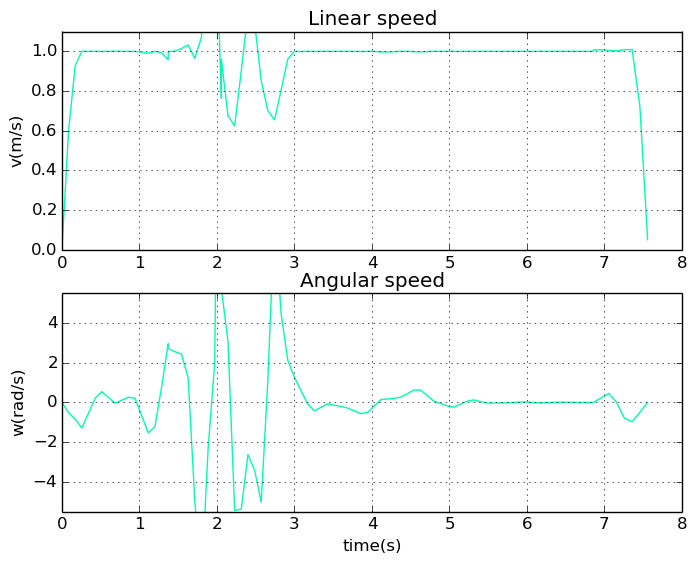 Linear speed
v(m/s)
1.0
0.8
0.6
0.4
0.2
0.0
0 1 2 3 4 5 6 7 8
Angular speed
w(rad/s)
4
2
0
−2
−4
0 1 2 3 4 5 6 7 8
time(s)